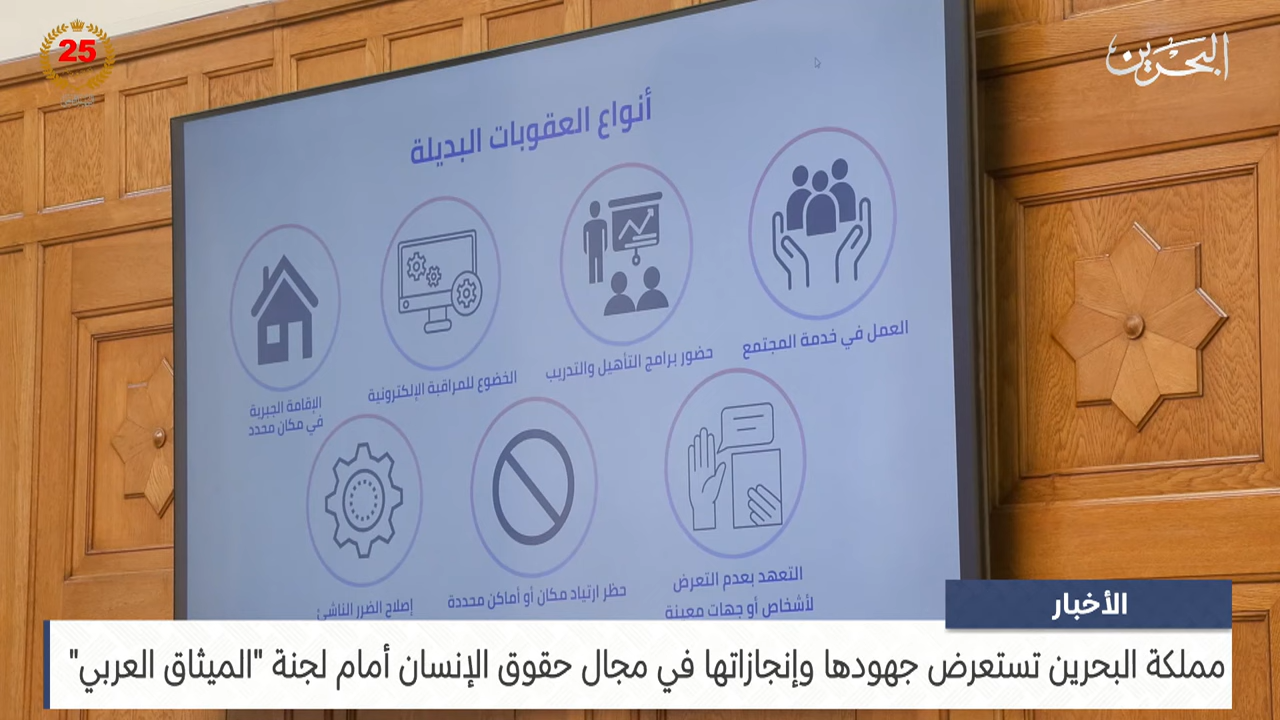 25
البحرين
أنواع العقوبات البديلة
العمل في خدمة المجتمع
حضور برامج التأهيل والتدريب
الخضوع للمراقبة الإلكترونية
الإقامة الجبرية
في مكان محدد
التعهد بعدم التعرض
لأشخاص أو جهات معينة
حظر ارتياد مكان أو أماكن محددة
إصلاح الضرر الناشئ
الأخبار
مملكة البحرين تستعرض جهودها وإنجازاتها في مجال حقوق الإنسان أمام لجنة "الميثاق العربي"